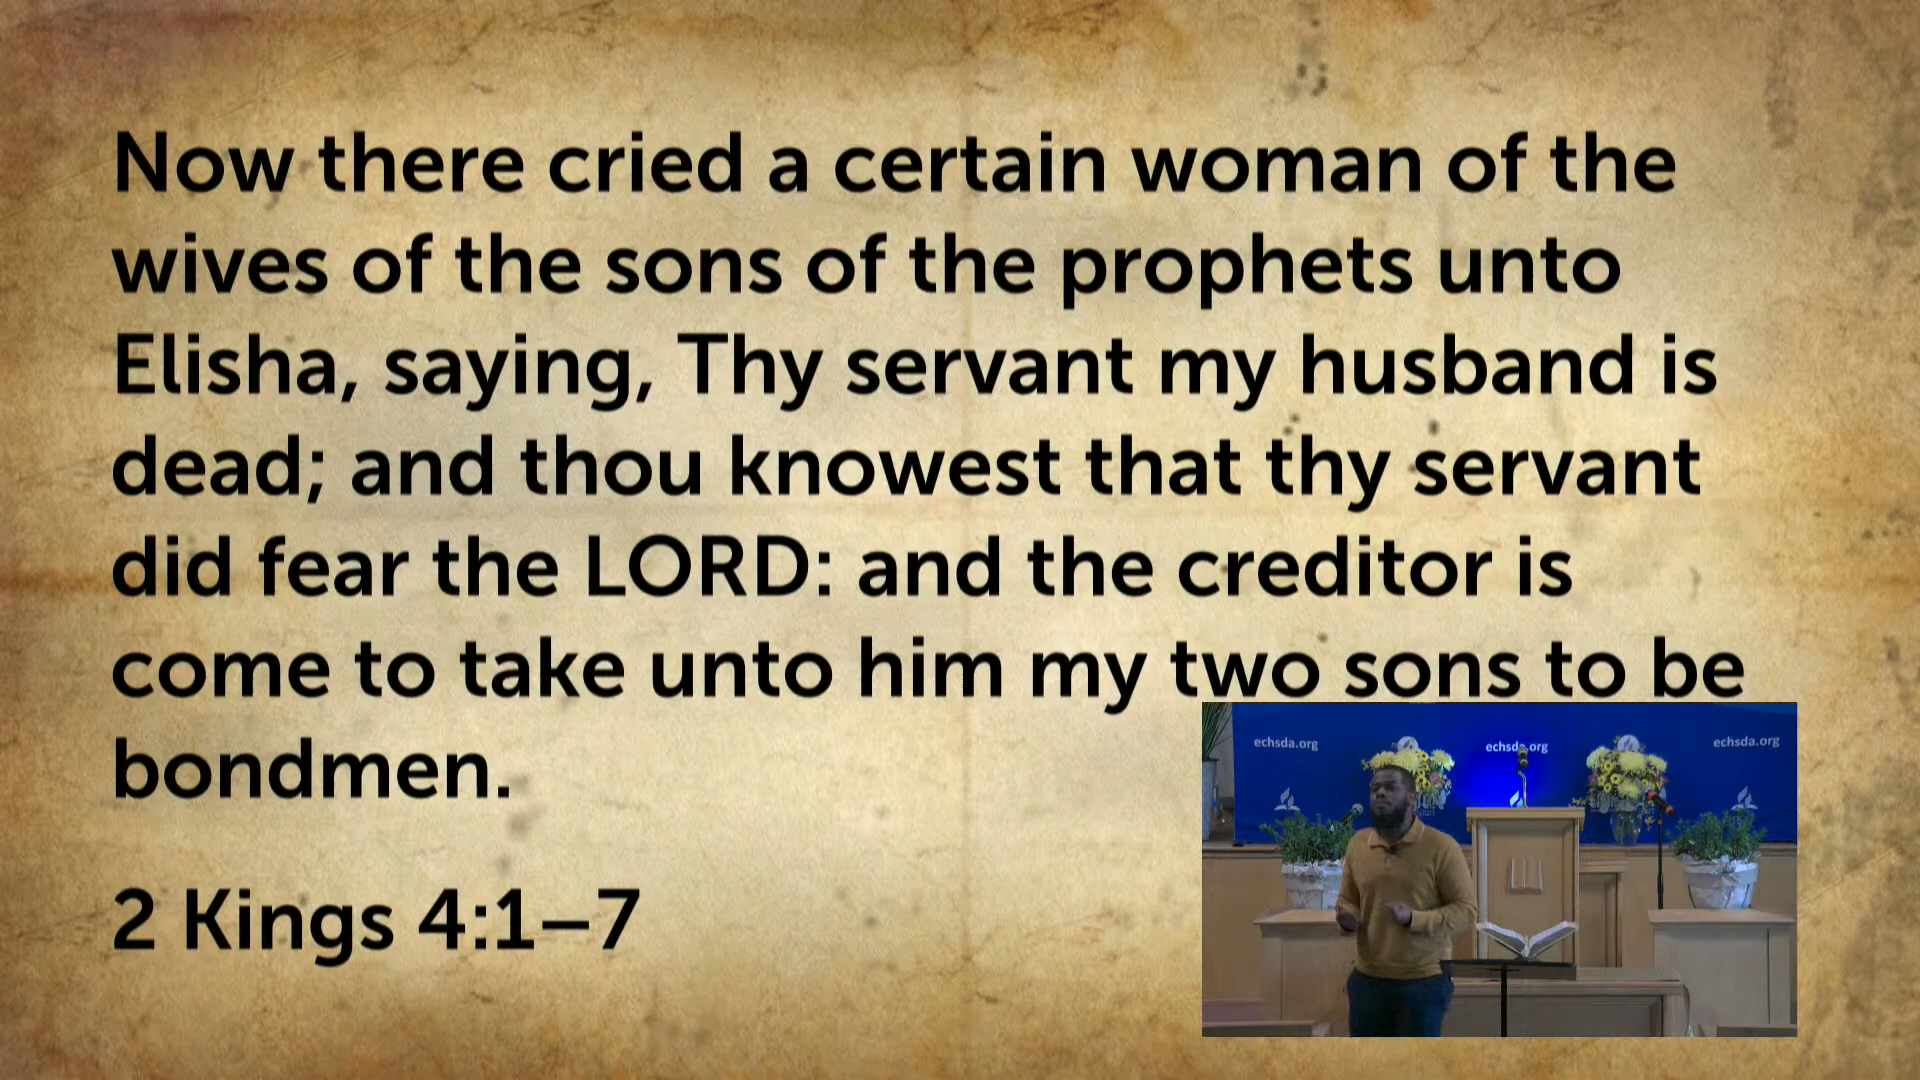 Now there cried a certain woman of the
wives of the sons of the prophets unto
Elisha, saying, Thy servant my husband is
dead; and thou knowest that thy servant
did fear the LORD: and the creditor is
come to take unto him my two sons to be
bondmen.
2 Kings 4:1–7
echsda.org
echsda.org
echsda.org